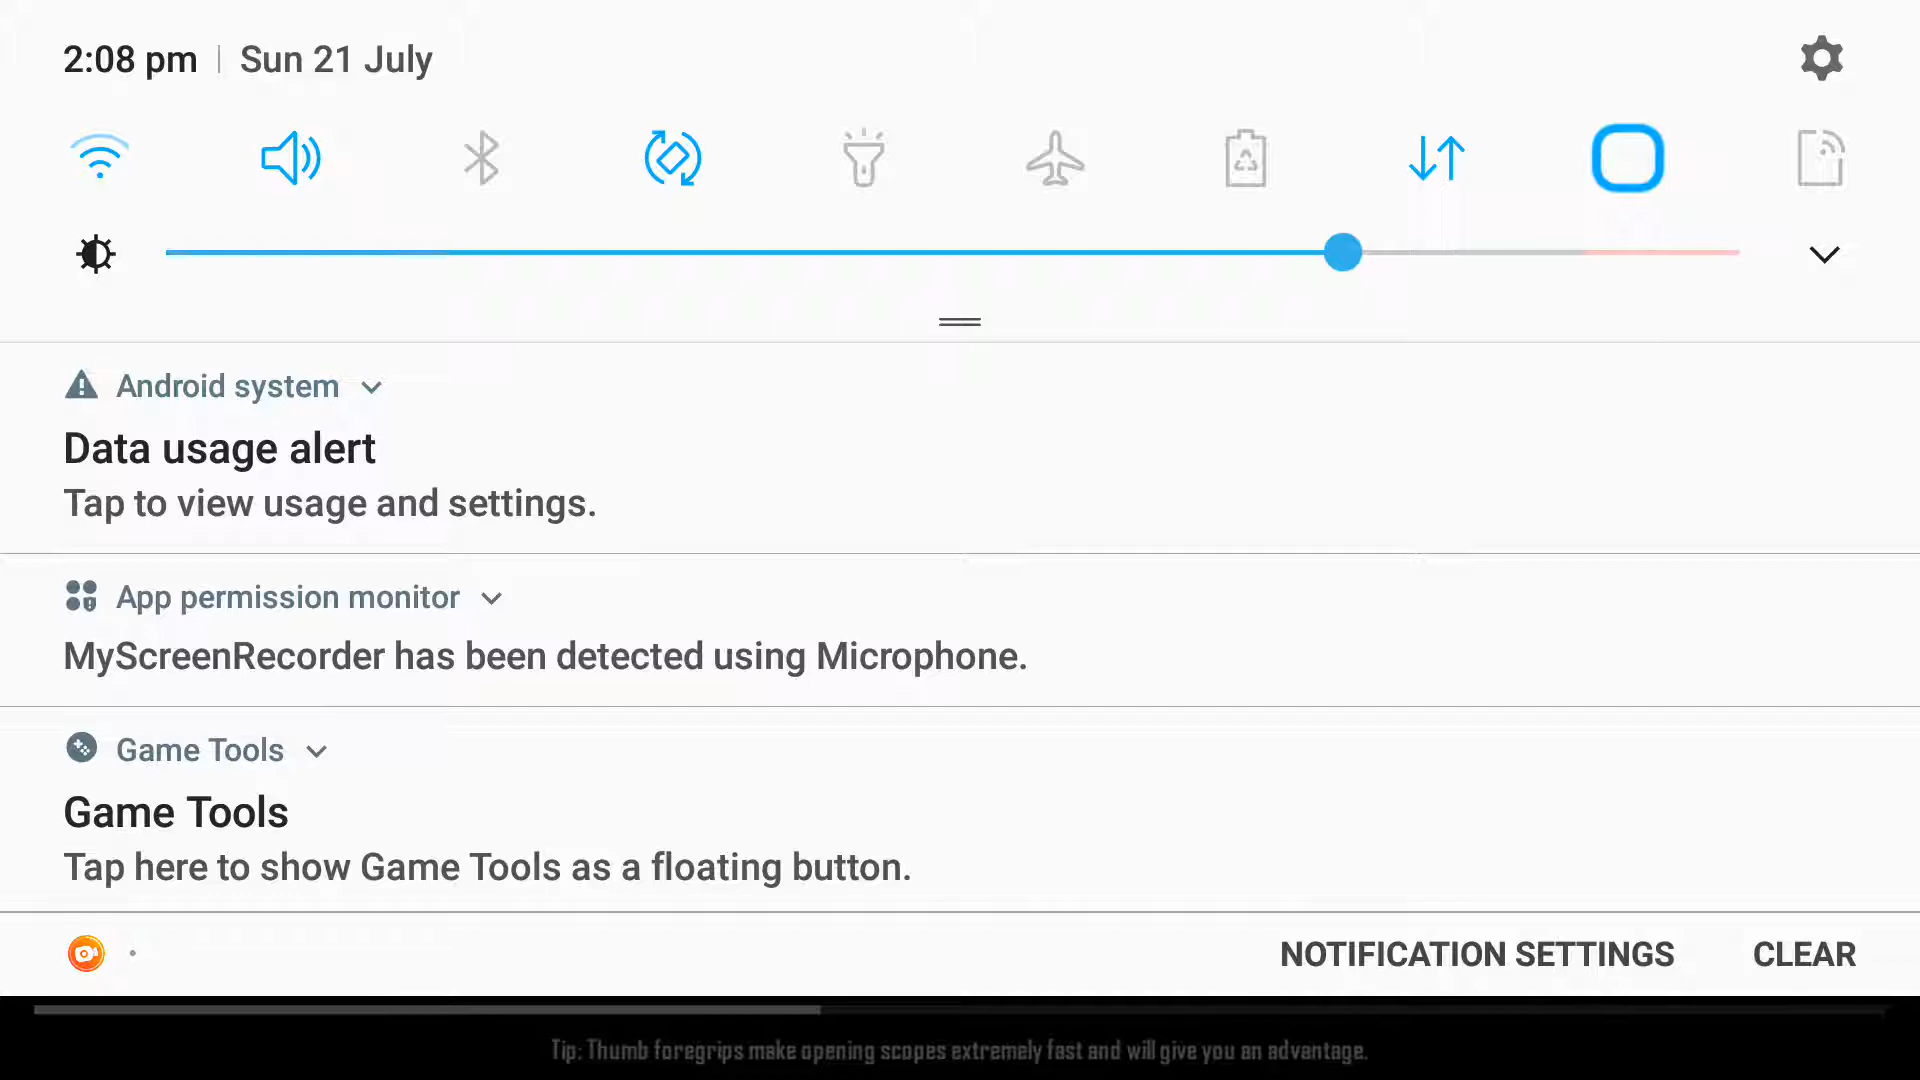 2:08 pm | Sun 21 July
Android system
Data usage alert
Tap to view usage and settings.
App permission monitor
MyScreenRecorder has been detected using Microphone.
Game Tools
Game Tools
Tap here to show Game Tools as a floating button.
NOTIFICATION SETTINGS CLEAR
Tip: Thumb foregrips make opening scopes extremely fast and will give you an advantage.